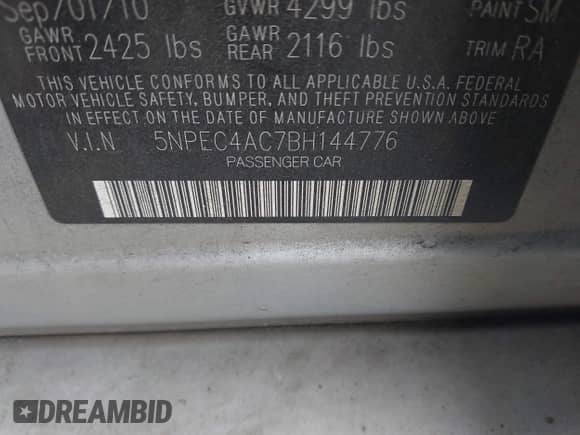 Sep/01/10 GVWR 4299 lbs PAINT SM
GAWR FRONT 2425 lbs GAWR REAR 2116 lbs TRIM RA
THIS VEHICLE CONFORMS TO ALL APPLICABLE U.S.A. FEDERAL
MOTOR VEHICLE SAFETY, BUMPER, AND THEFT PREVENTION STANDARDS
IN EFFECT ON THE DATE OF MANUFACTURE SHOWN ABOVE.
V.I.N 5NPEC4AC7BH144776
PASSENGER CAR
DREAMBID